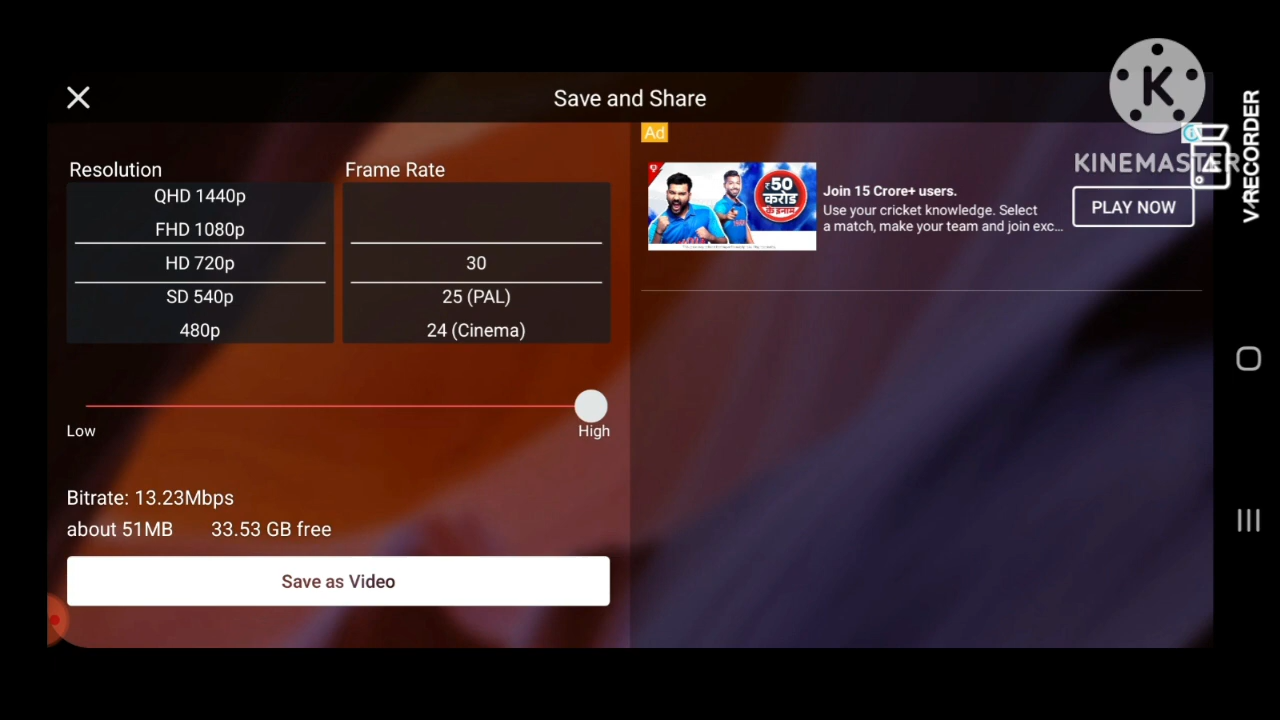 Save and Share
KINEMASTER
V/RECORDER
Resolution
QHD 1440p
FHD 1080p
HD 720p
SD 540p
480p
Frame Rate
30
25 (PAL)
24 (Cinema)
Low
High
Bitrate: 13.23Mbps
about 51MB 33.53 GB free
Save as Video
Ad
₹50
करोड़
के इनाम
Join 15 Crore+ users.
Use your cricket knowledge. Select
a match, make your team and join exc...
PLAY NOW